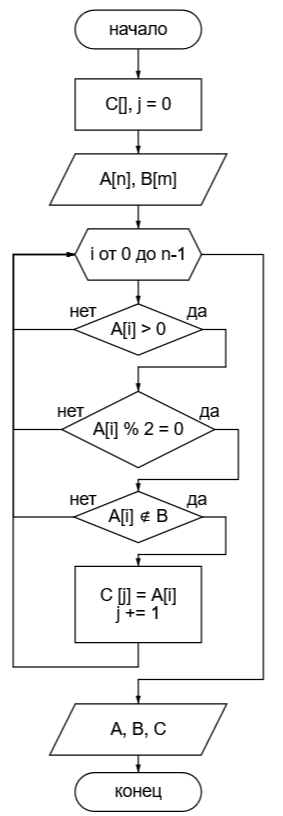 начало
C[], j = 0
A[n], B[m]
i от 0 до n-1
нет
да
A[i] > 0
нет
да
A[i] % 2 = 0
нет
да
A[i] ∉ B
C [j] = A[i]
j += 1
A, B, C
конец